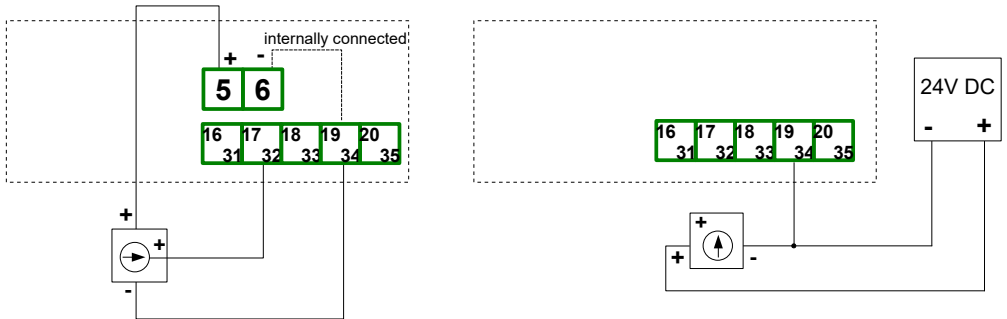 internally connected
+ -
5 6
16 17 18 19 20
31 32 33 34 35
+
+
-
24V DC
- +
16 17 18 19 20
31 32 33 34 35
+
+ -